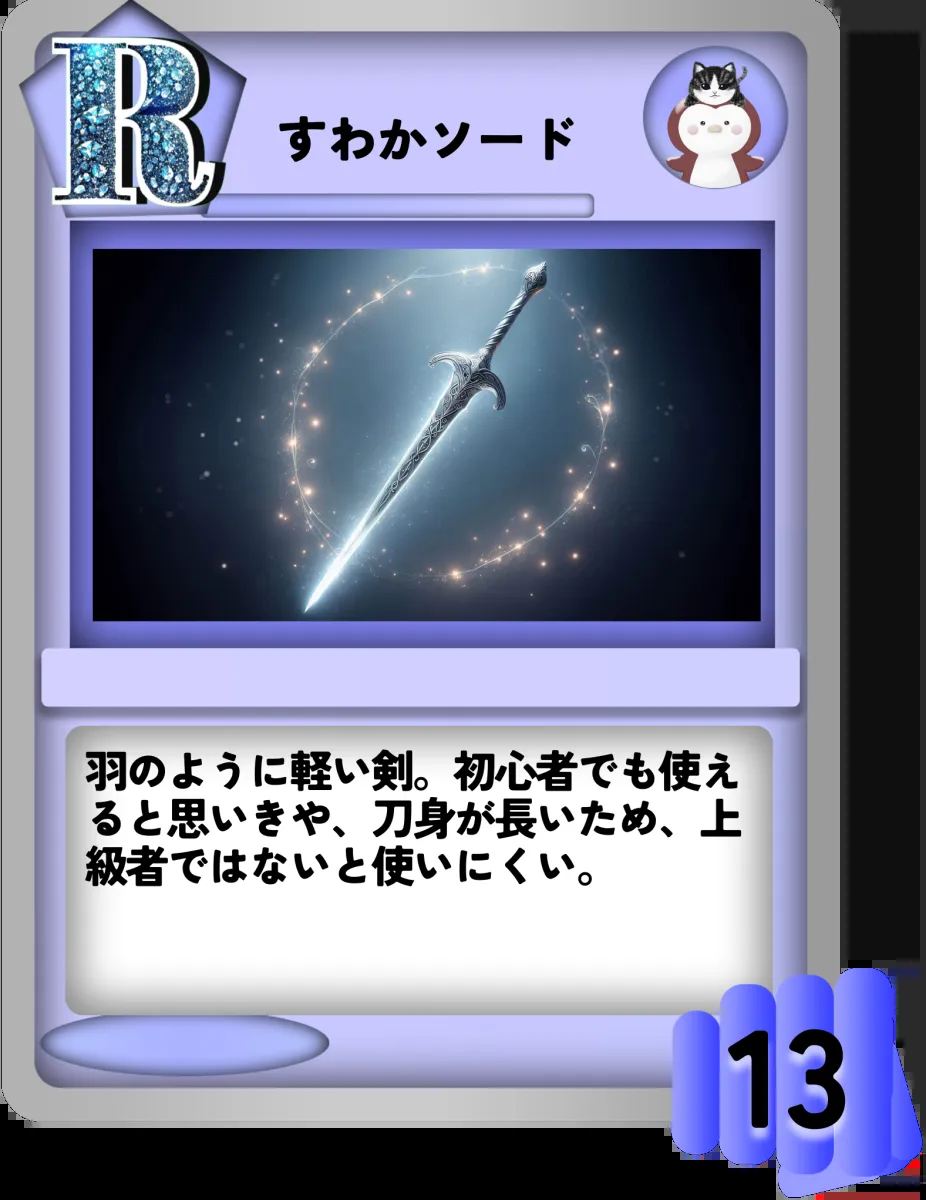 R
すわかソード
羽のように軽い剣。初心者でも使え
ると思いきや、刀身が長いため、上
級者ではないと使いにくい。
13